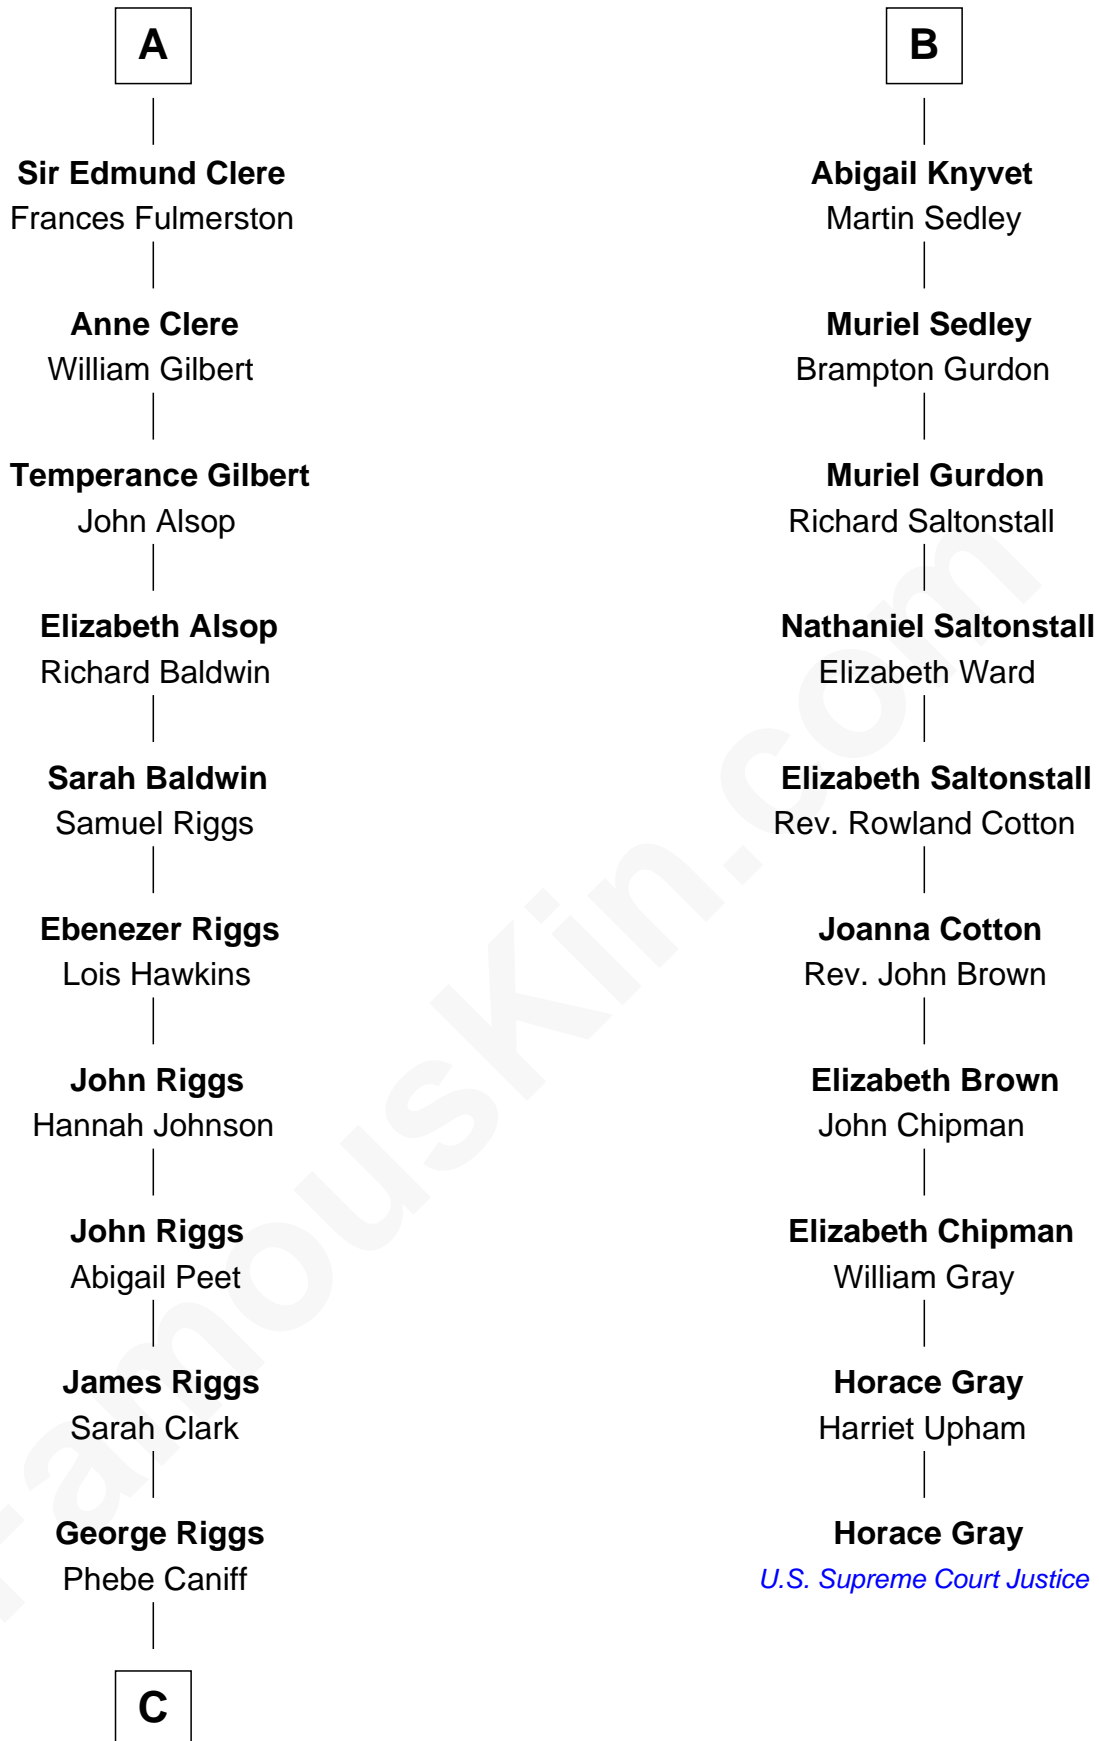 A
Sir Edmund Clere
Frances Fulmerston
Anne Clere
William Gilbert
Temperance Gilbert
John Alsop
Elizabeth Alsop
Richard Baldwin
Sarah Baldwin
Samuel Riggs
Ebenezer Riggs
Lois Hawkins
John Riggs
Hannah Johnson
John Riggs
Abigail Peet
James Riggs
Sarah Clark
George Riggs
Phebe Caniff
C
B
Abigail Knyvet
Martin Sedley
Muriel Sedley
Brampton Gurdon
Muriel Gurdon
Richard Saltonstall
Nathaniel Saltonstall
Elizabeth Ward
Elizabeth Saltonstall
Rev. Rowland Cotton
Joanna Cotton
Rev. John Brown
Elizabeth Brown
John Chipman
Elizabeth Chipman
William Gray
Horace Gray
Harriet Upham
Horace Gray
U.S. Supreme Court Justice
FamousKin.com